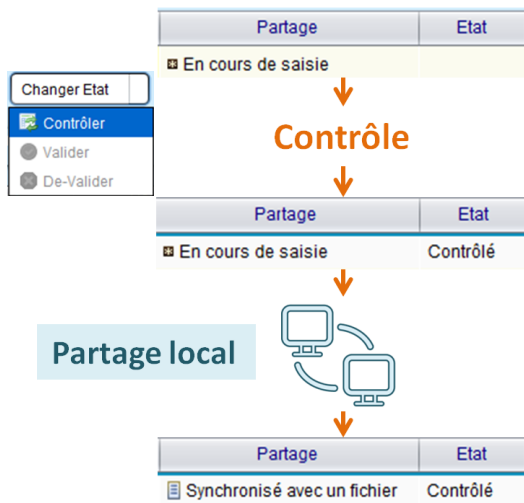 Partage Etat
En cours de saisie
Changer Etat
Contrôler
Valider
De-Valider
Contrôle
Partage Etat
En cours de saisie Contrôlé
Partage local
Partage Etat
Synchronisé avec un fichier Contrôlé